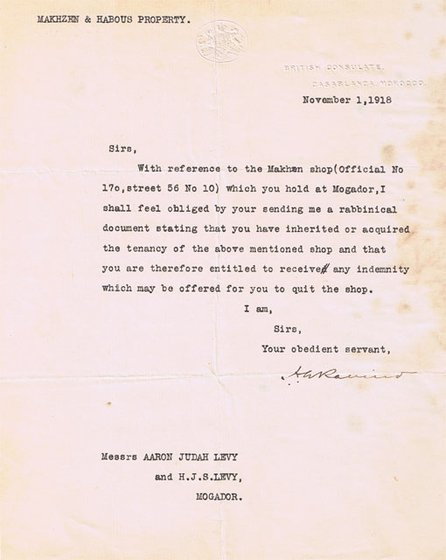 MAKHZEN & HABOUS PROPERTY.
BRITISH CONSULATE.
CASABLANCA MOROCCO.
November 1,1918
Sirs,
With reference to the Makhzn shop(Official No
170,street 56 No 10) which you hold at Mogador,I
shall feel obliged by your sending me a rabbinical
document stating that you have inherited or acquired
the tenancy of the above mentioned shop and that
you are therefore entitled to receive any indemnity
which may be offered for you to quit the shop.
I am,
Sirs,
Your obedient servant,
Messrs AARON JUDAH LEVY
and H.J.S.LEVY,
MOGADOR.